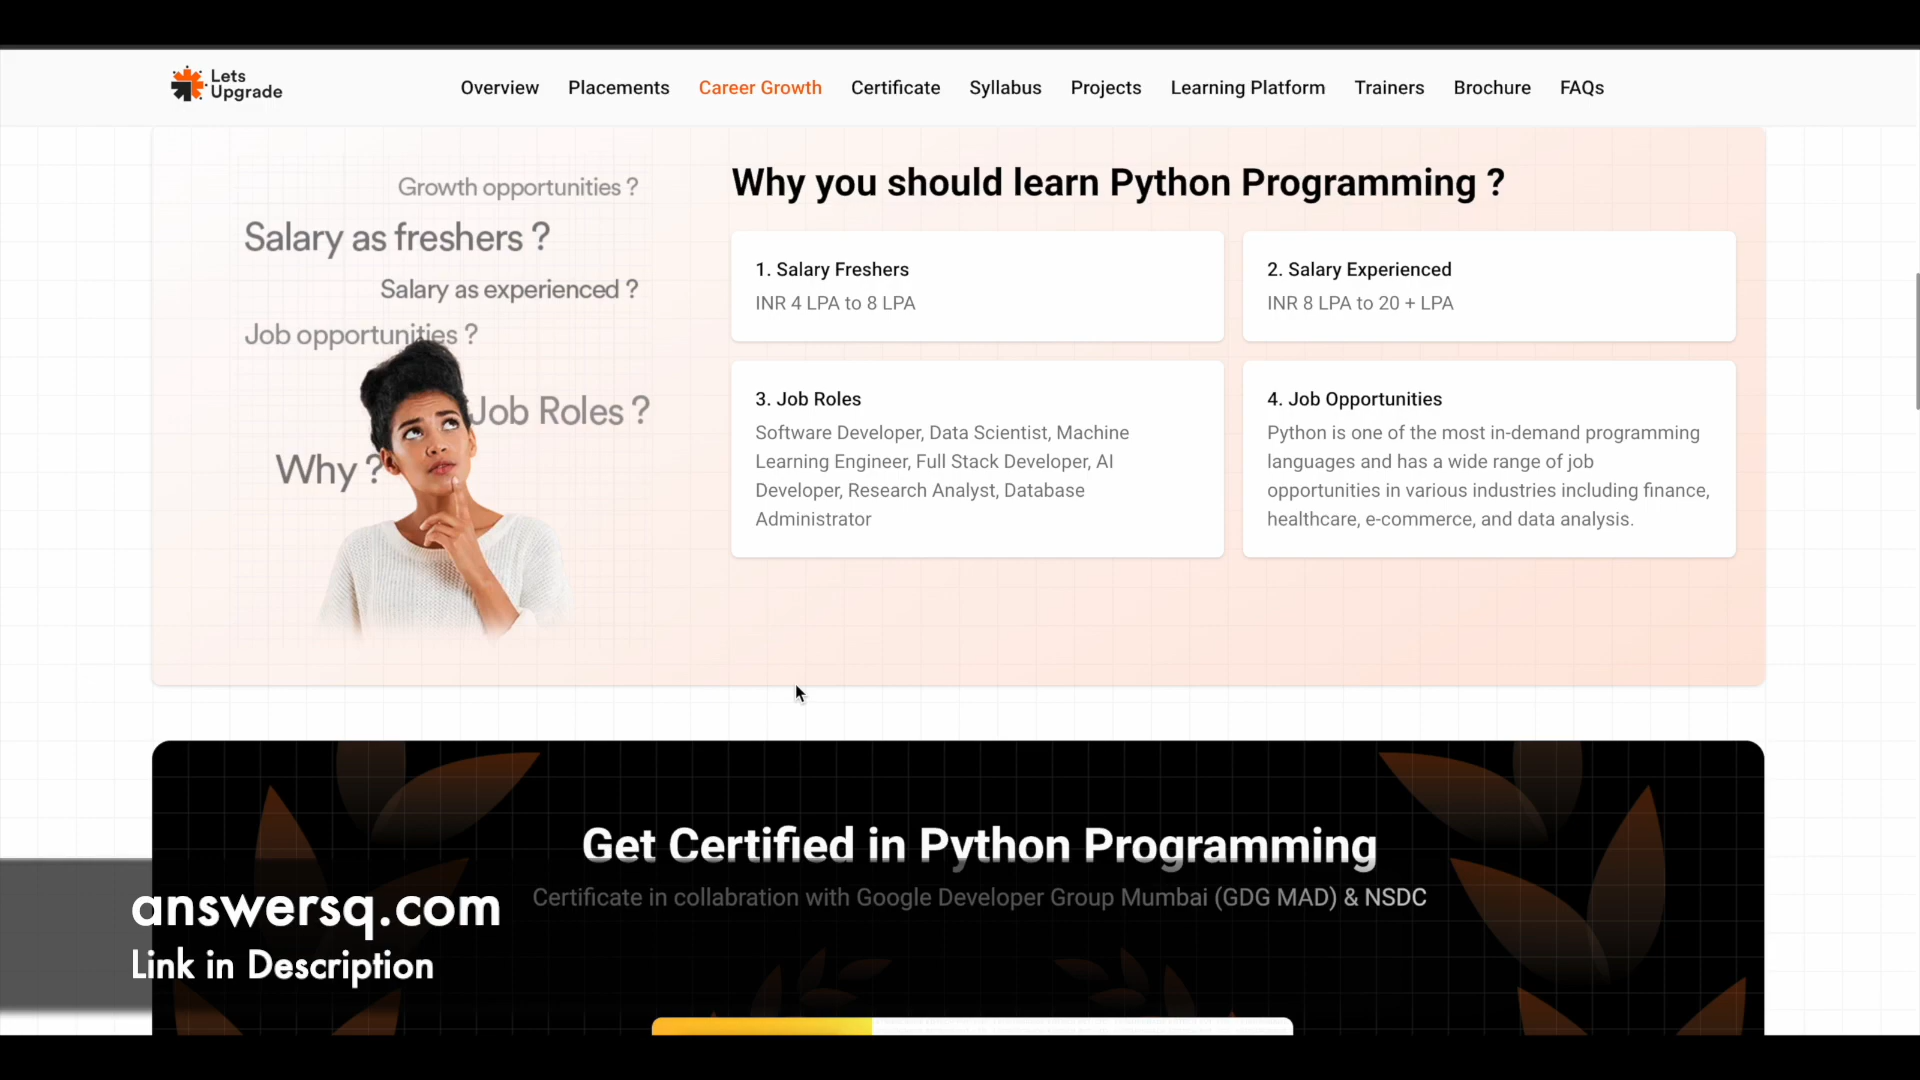 Lets
Upgrade
Overview Placements Career Growth Certificate Syllabus Projects Learning Platform Trainers Brochure FAQs
Growth opportunities ?
Salary as freshers ?
Salary as experienced ?
Job opportunities ?
Job Roles ?
Why ?
Why you should learn Python Programming ?
1. Salary Freshers
INR 4 LPA to 8 LPA
2. Salary Experienced
INR 8 LPA to 20 + LPA
3. Job Roles
Software Developer, Data Scientist, Machine
Learning Engineer, Full Stack Developer, AI
Developer, Research Analyst, Database
Administrator
4. Job Opportunities
Python is one of the most in-demand programming
languages and has a wide range of job
opportunities in various industries including finance,
healthcare, e-commerce, and data analysis.
Get Certified in Python Programming
Certificate in collabration with Google Developer Group Mumbai (GDG MAD) & NSDC
answersq.com
Link in Description